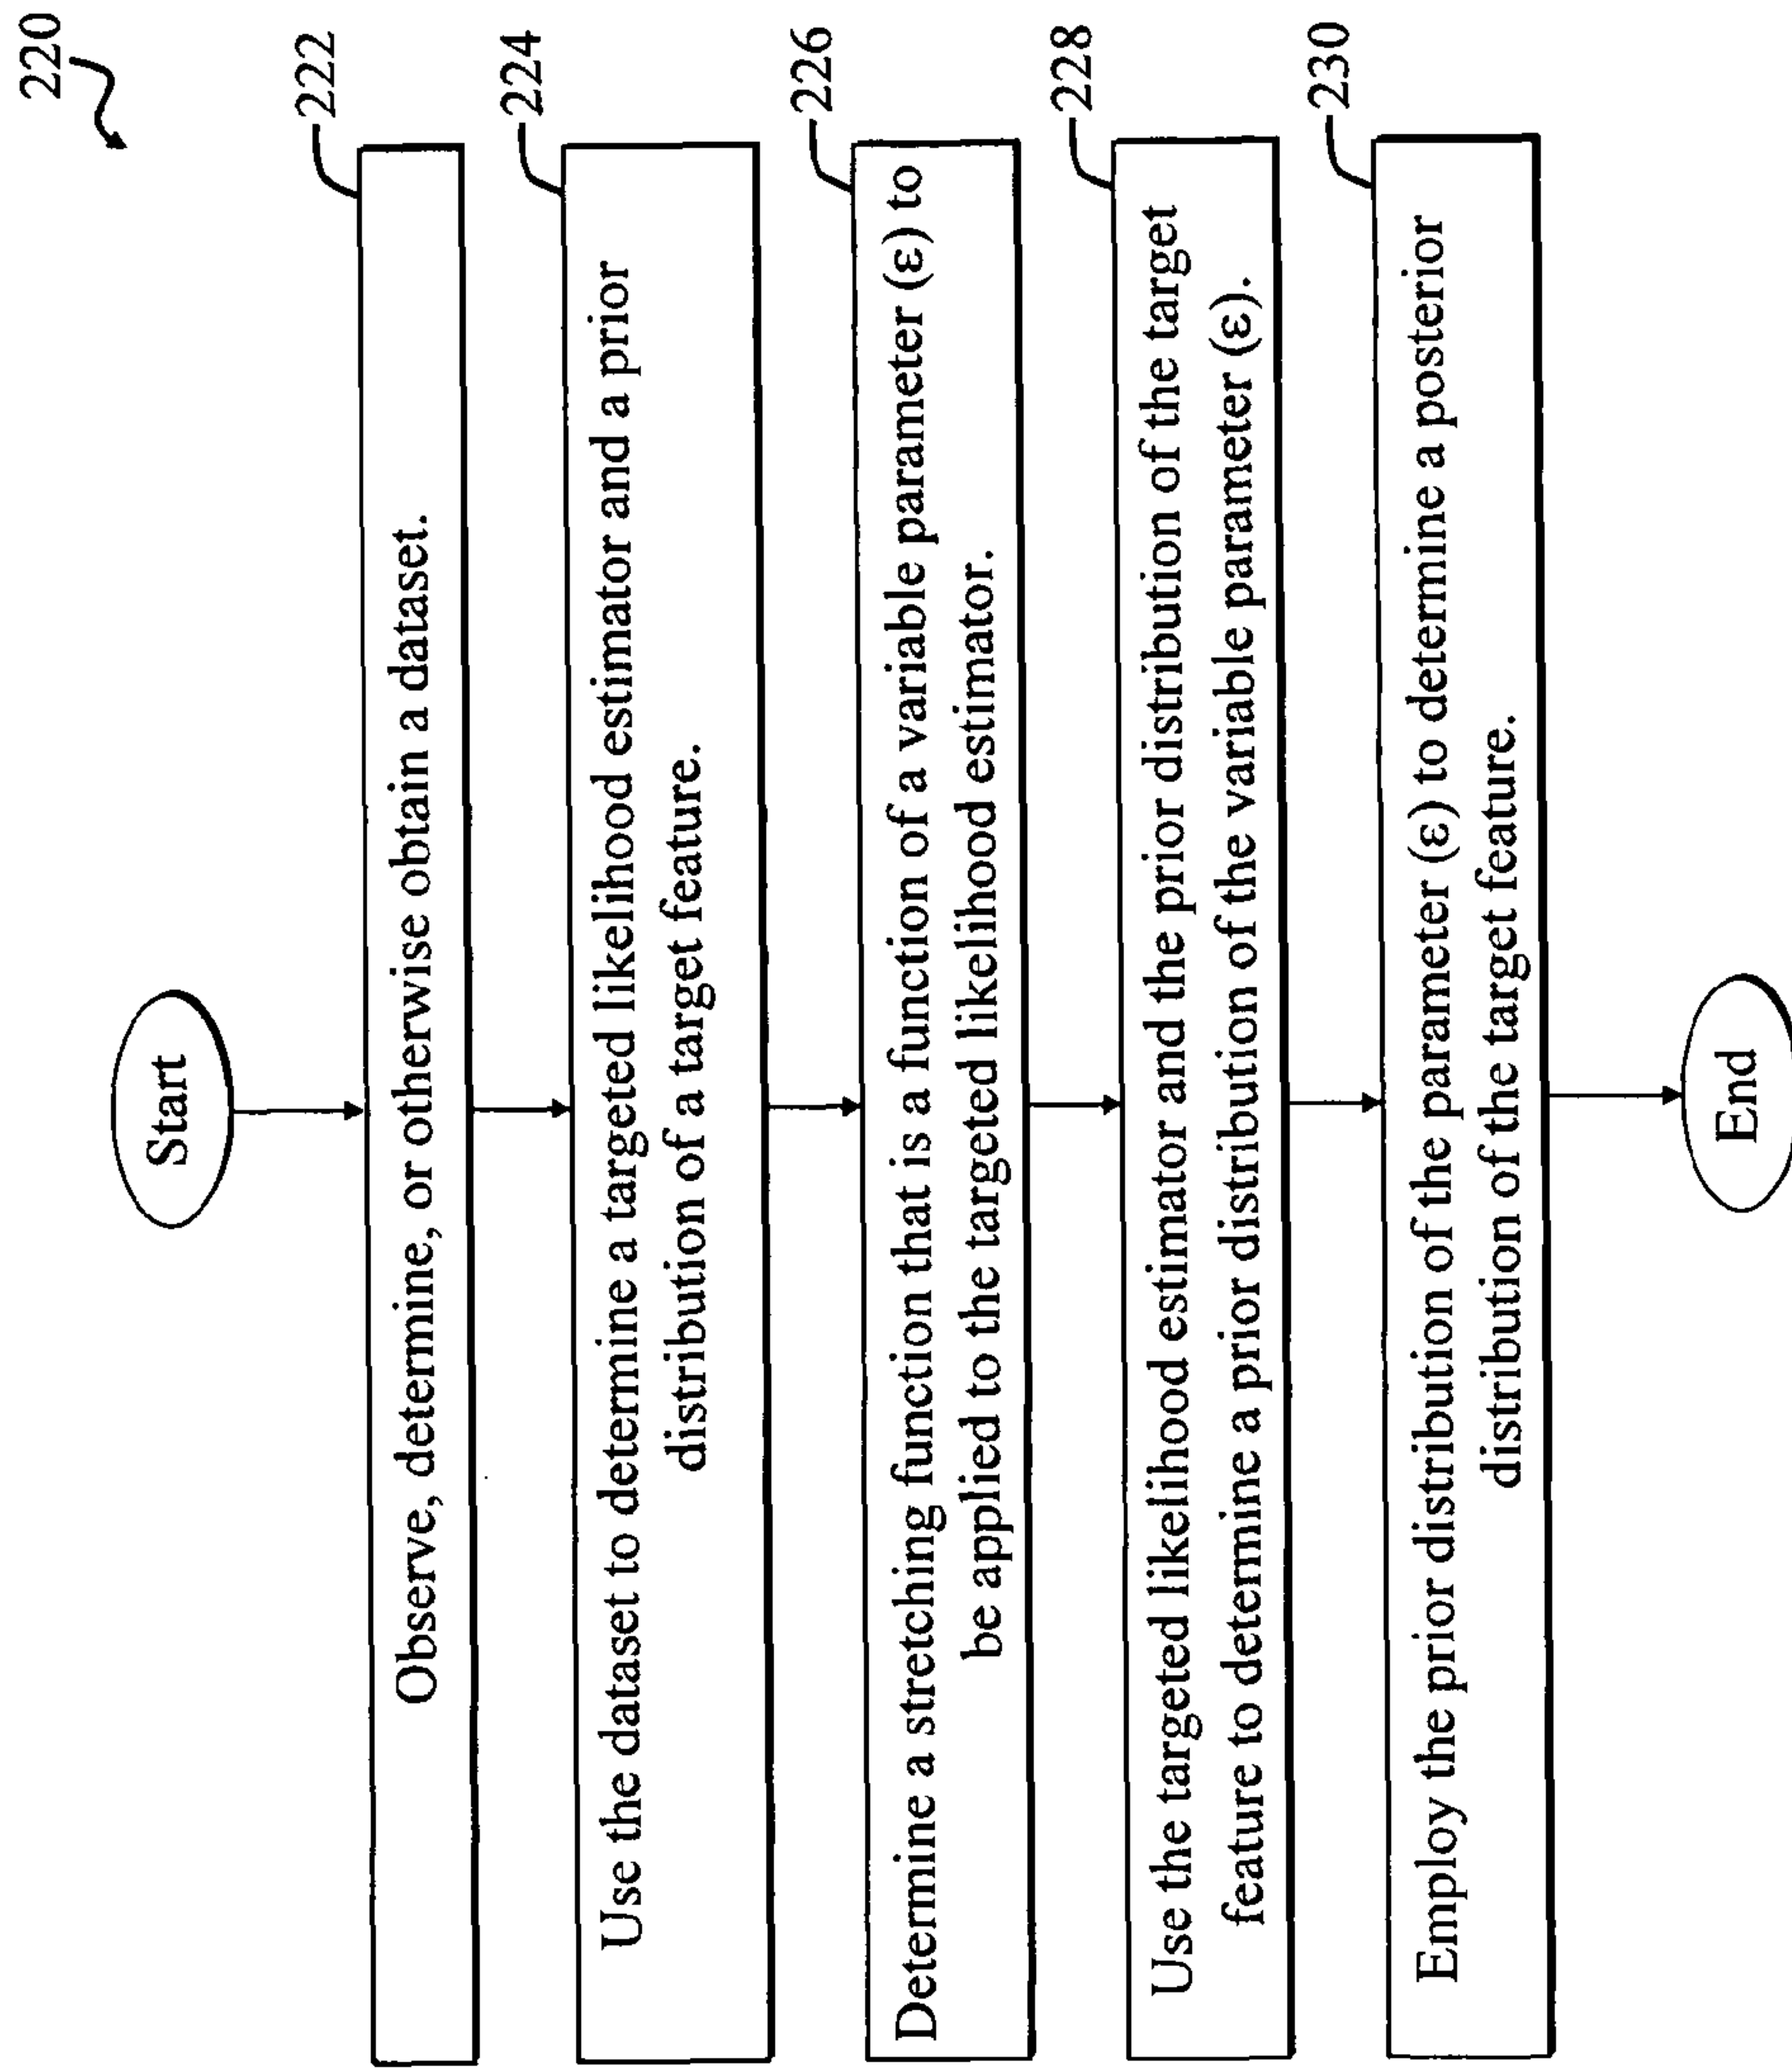 220
Start
222
Observe, determine, or otherwise obtain a dataset.
224
Use the dataset to determine a targeted likelihood estimator and a prior
distribution of a target feature.
226
Determine a stretching function that is a function of a variable parameter (ε) to
be applied to the targeted likelihood estimator.
228
Use the targeted likelihood estimator and the prior distribution of the target
feature to determine a prior distribution of the variable parameter (ε).
230
Employ the prior distribution of the parameter (ε) to determine a posterior
distribution of the target feature.
End